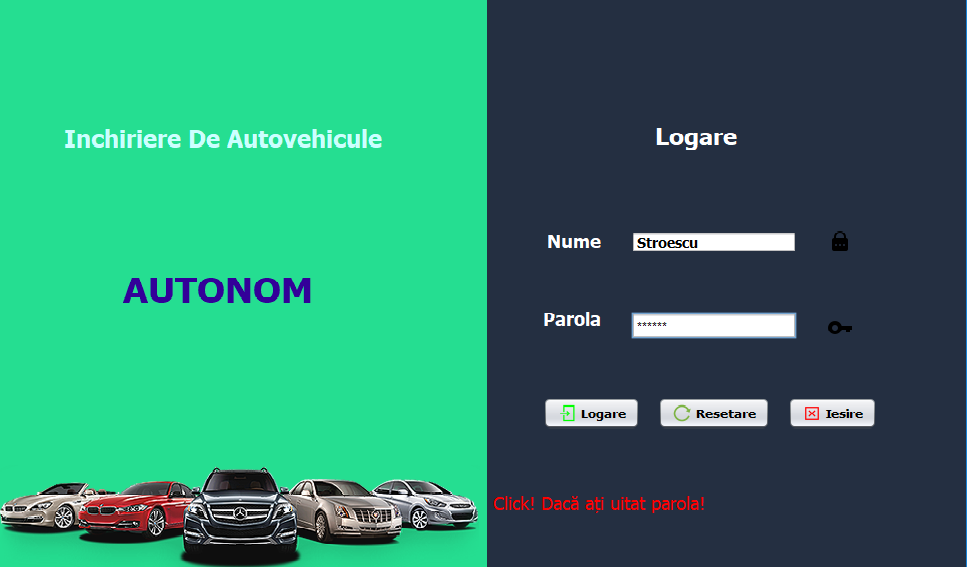 Inchiriere De Autovehicule
AUTONOM
Logare
Nume
Stroescu
Parola
******
Logare
Resetare
Iesire
Click! Dacă ați uitat parola!